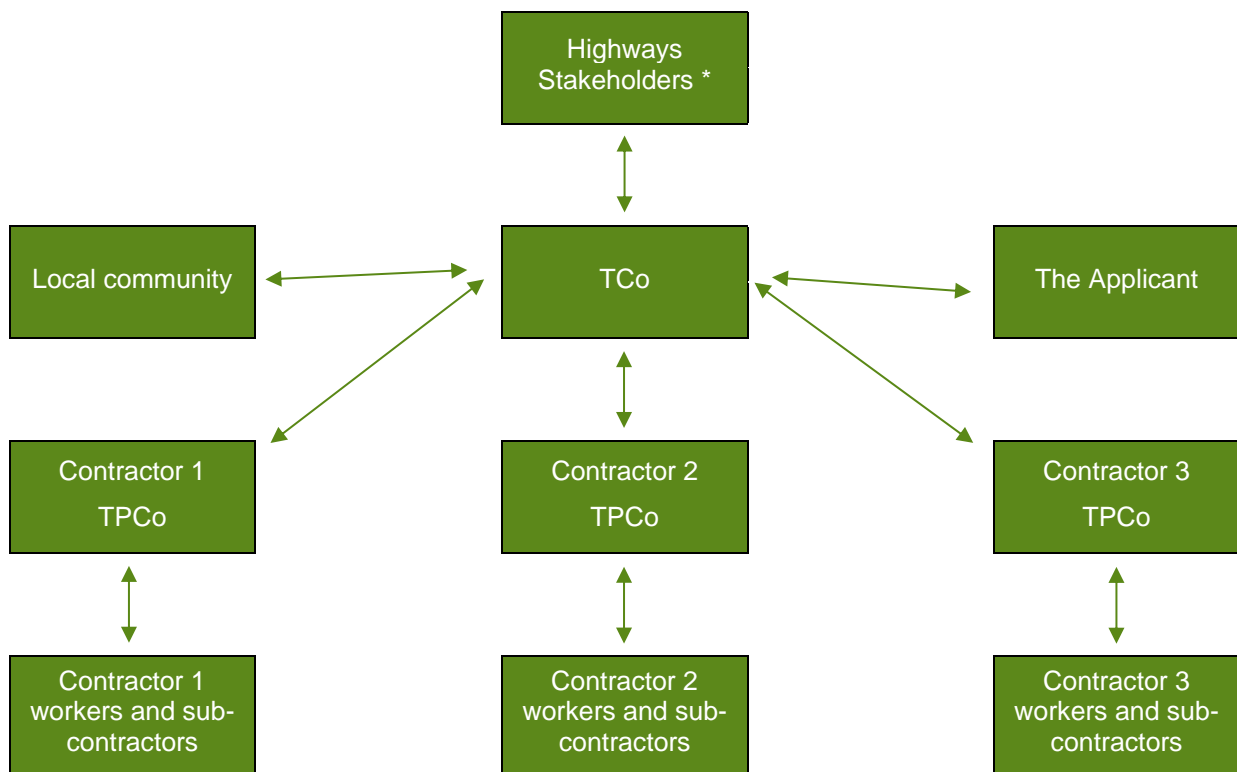 Highways
Stakeholders *
Local community
TCo
The Applicant
Contractor 1
TPCo
Contractor 2
TPCo
Contractor 3
TPCo
Contractor 1
workers and sub-
contractors
Contractor 2
workers and sub-
contractors
Contractor 3
workers and sub-
contractors